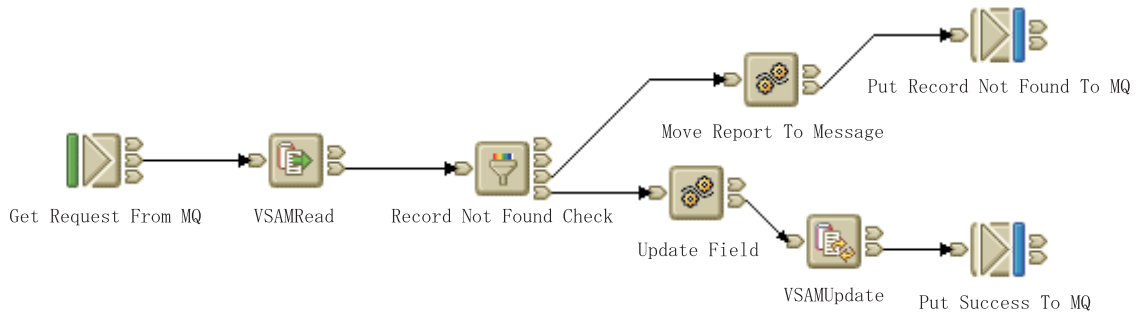 Put Record Not Found To MQ
Move Report To Message
Get Request From MQ
VSAMRead
Record Not Found Check
Update Field
VSAMUpdate
Put Success To MQ